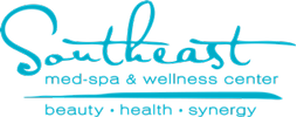 Southeast
med-spa & wellness center
beauty · health · synergy